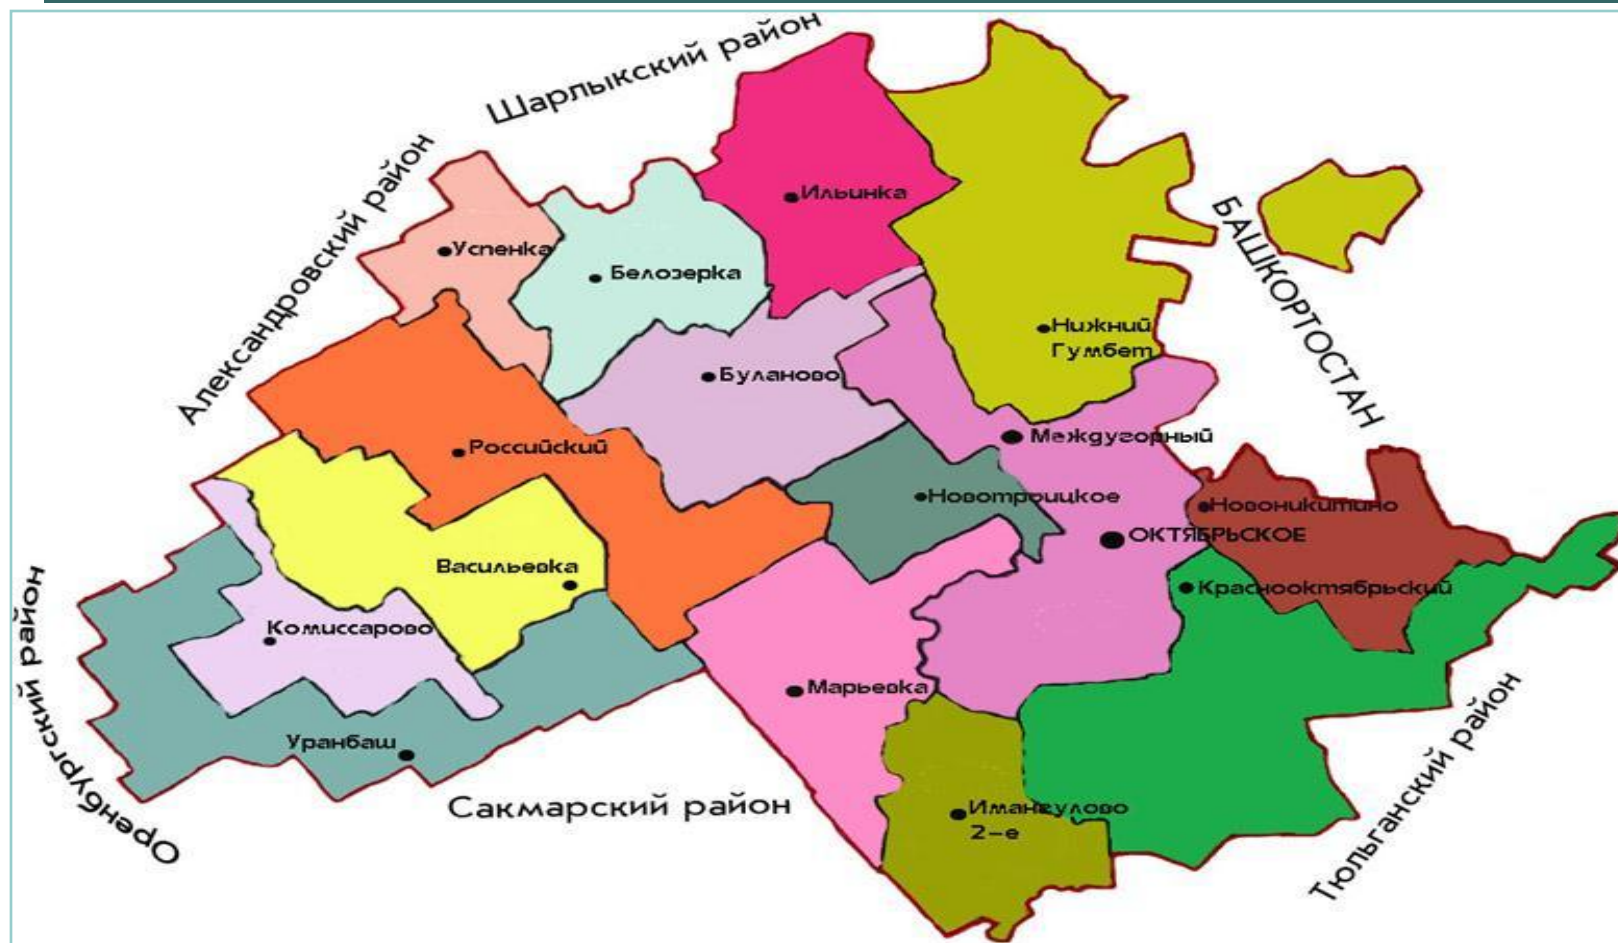 Шарлыкский район
Александровский район
БАШКОРТОСТАН
Ильинка
Успенка
Белозерка
Нижний
Гумбет
Буланово
Междугорный
Российский
Новотроицкое
Новоникитино
ОКТЯБРЬСКОЕ
Васильевка
Краснооктябрьский
Комиссарово
Марьевка
Уранбаш
Имангулово
2-е
Оренбургский район
Сакмарский район
Тюльганский район